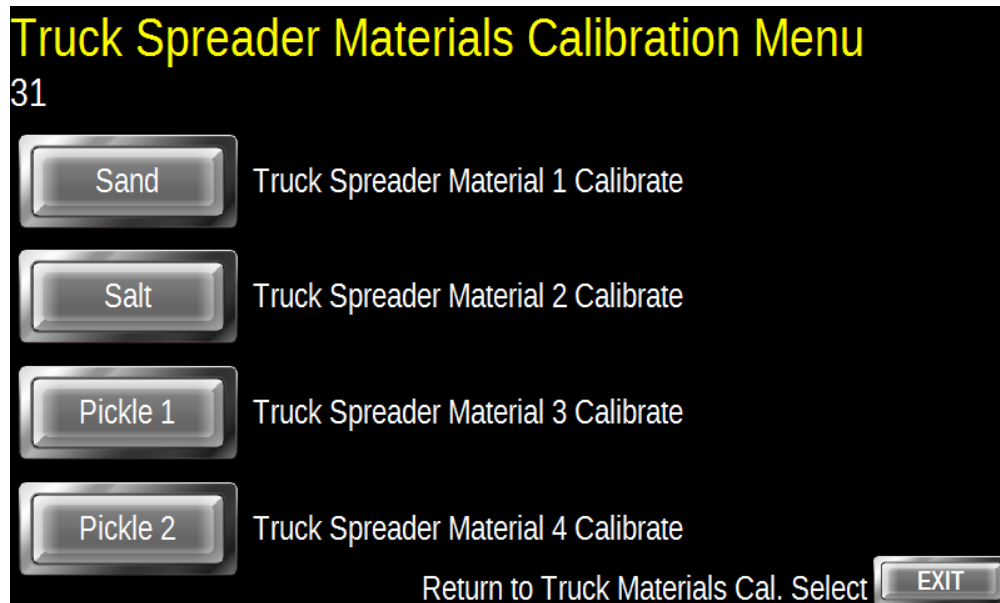 Truck Spreader Materials Calibration Menu
31
Sand Truck Spreader Material 1 Calibrate
Salt Truck Spreader Material 2 Calibrate
Pickle 1 Truck Spreader Material 3 Calibrate
Pickle 2 Truck Spreader Material 4 Calibrate
Return to Truck Materials Cal. Select EXIT